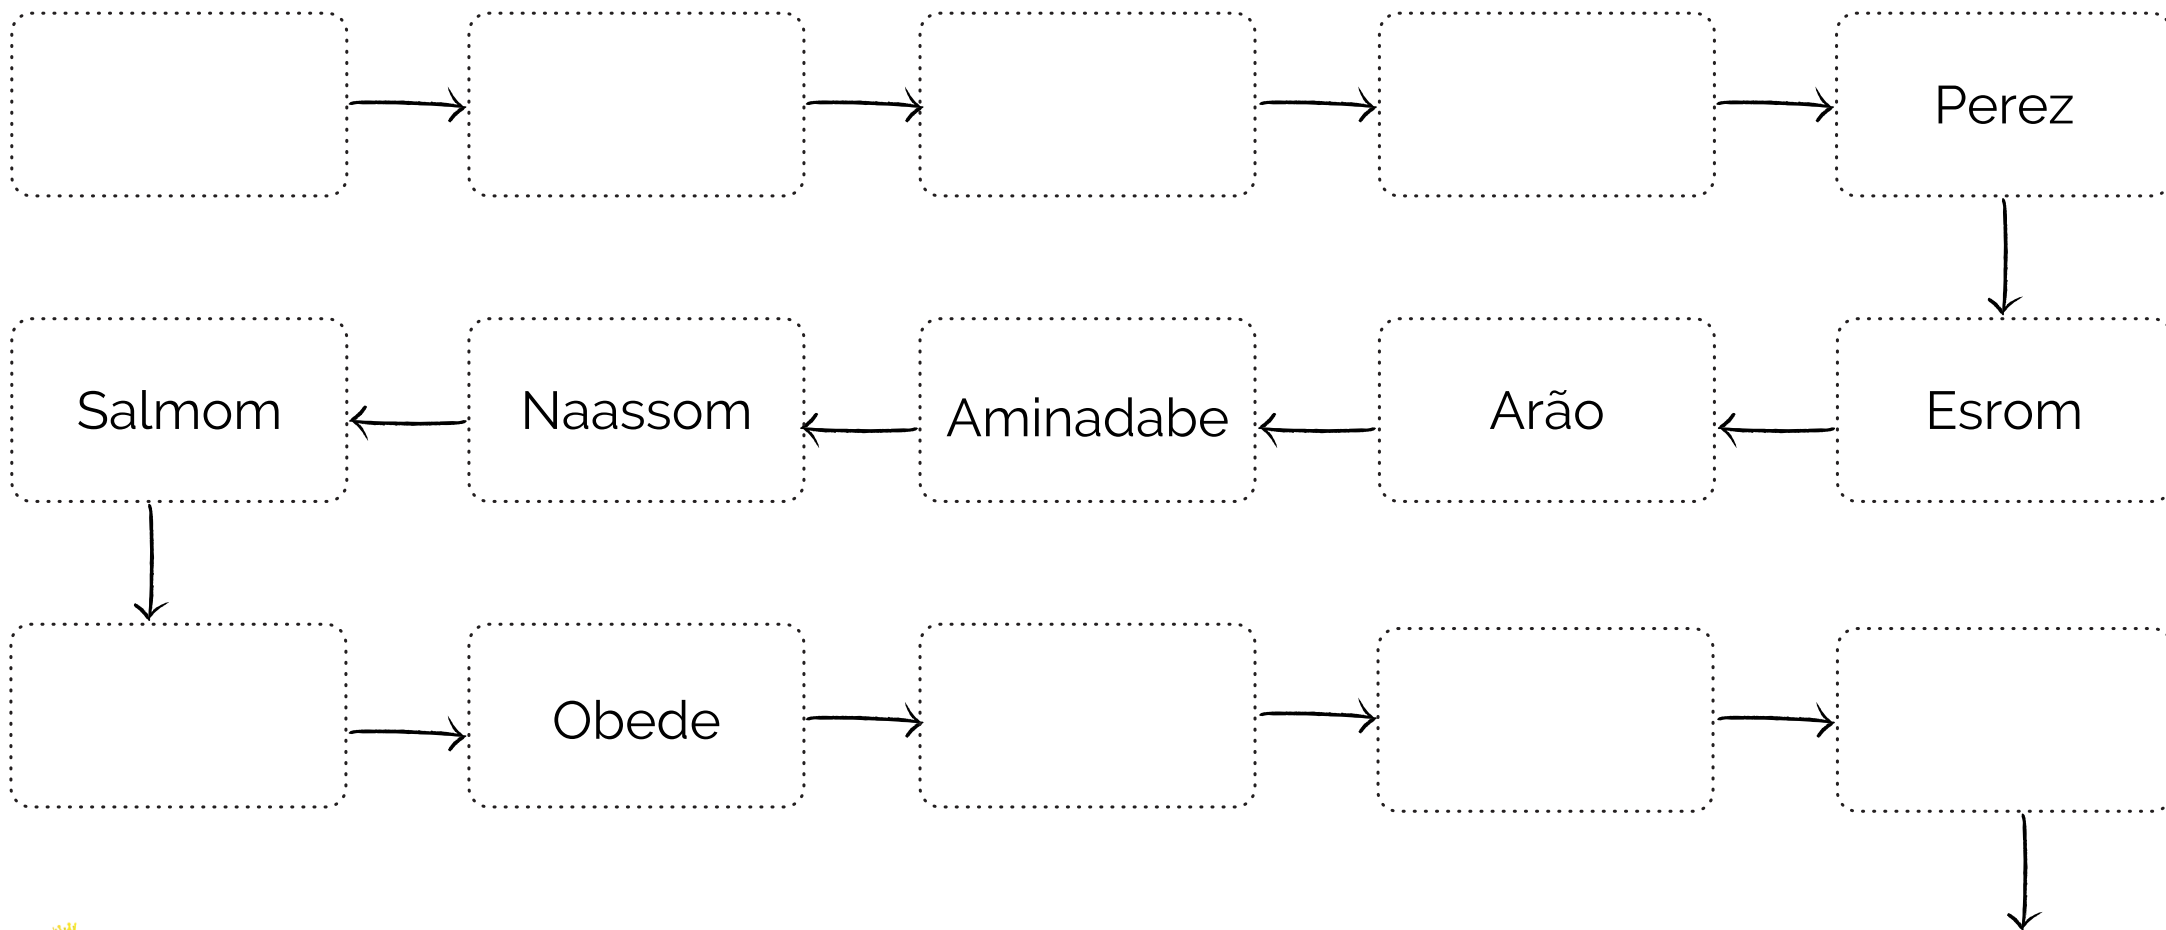 Perez
Salmom
Naassom
Aminadabe
Arão
Esrom
Obede